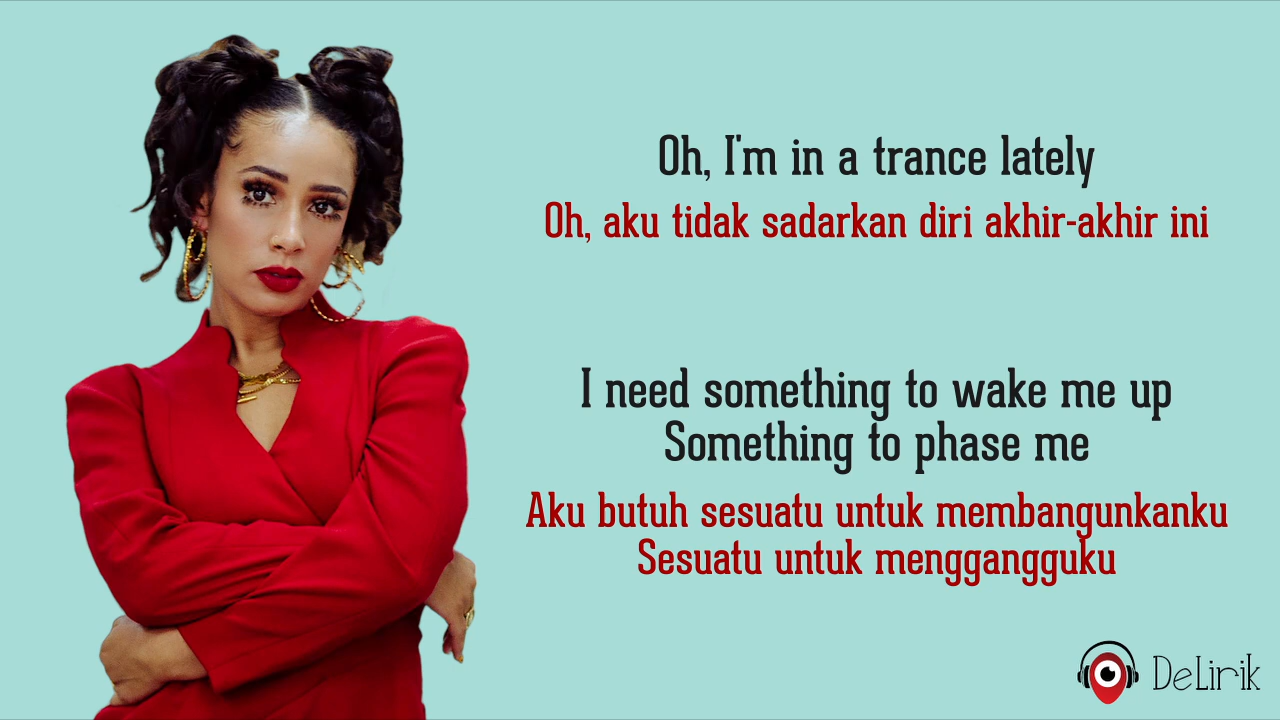 Oh, I'm in a trance lately
Oh, aku tidak sadarkan diri akhir-akhir ini
I need something to wake me up
Something to phase me
Aku butuh sesuatu untuk membangunkanku
Sesuatu untuk menggangguku
DeLirik